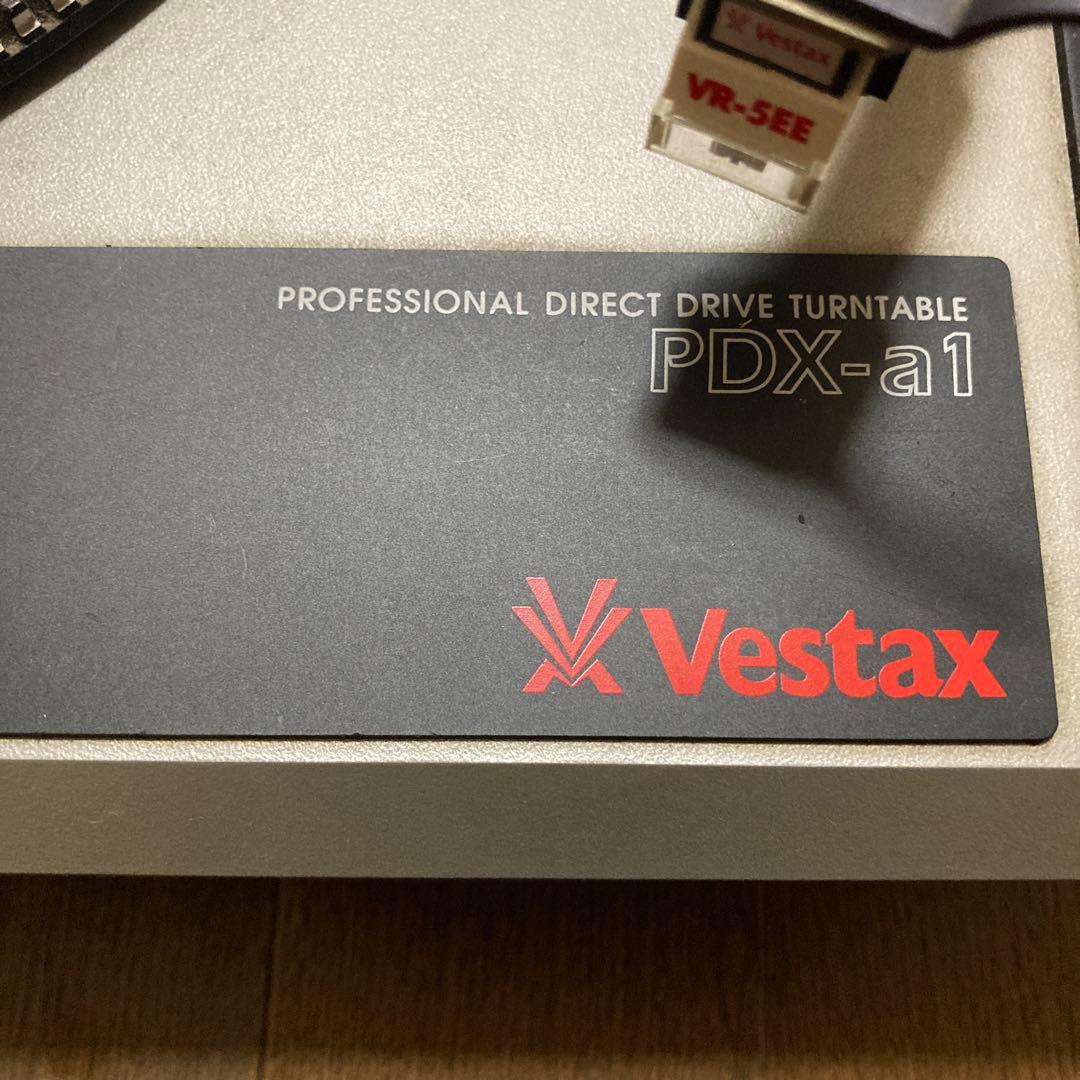 Vestax
VR-5EE
PROFESSIONAL DIRECT DRIVE TURNTABLE
PDX-a1
Vestax